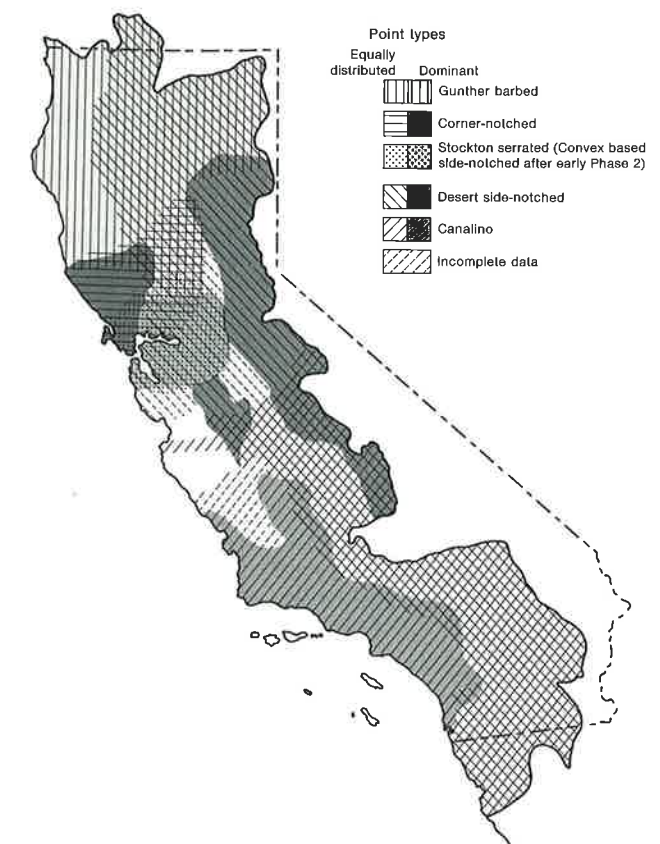 Point types
Equally
distributed Dominant
Gunther barbed
Corner-notched
Stockton serrated (Convex based
side-notched after early Phase 2)
Desert side-notched
Canalino
Incomplete data